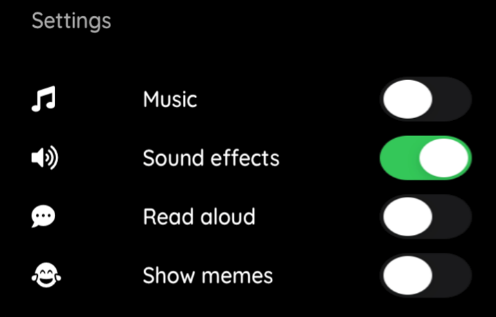 Settings
Music
Sound effects
Read aloud
Show memes